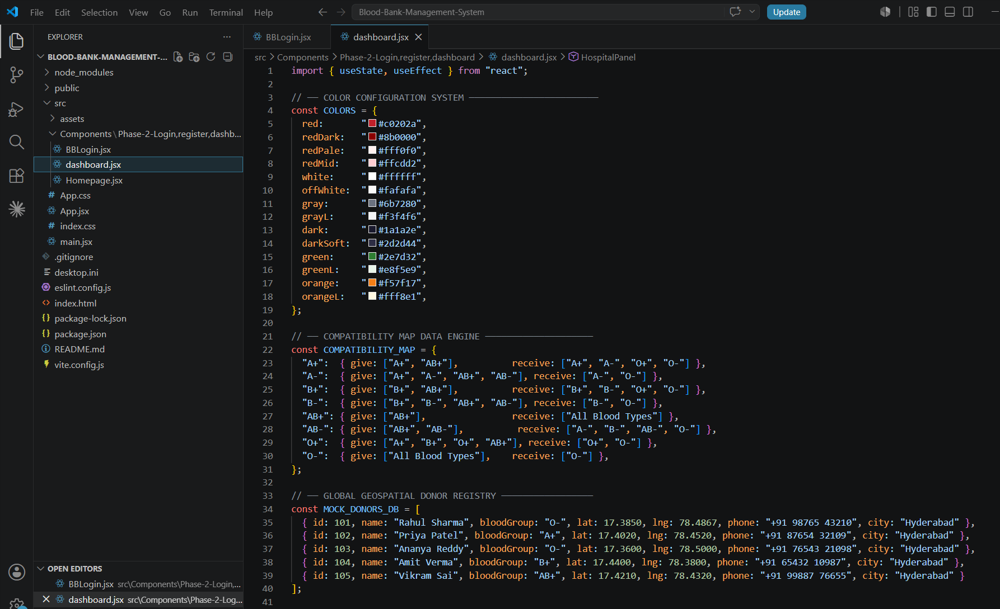 File Edit Selection View Go Run Terminal Help
Blood-Bank-Management-System
Update
EXPLORER
BLOOD-BANK-MANAGEMENT-...
node_modules
public
src
assets
Components\Phase-2-Login,register,dashb...
BBLogin.jsx
dashboard.jsx
Homepage.jsx
App.css
App.jsx
index.css
main.jsx
.gitignore
desktop.ini
eslint.config.js
index.html
package-lock.json
package.json
README.md
vite.config.js
OPEN EDITORS
BBLogin.jsx src\Components\Phase-2-Login,...
dashboard.jsx src\Components\Phase-2-Log...
BBLogin.jsx dashboard.jsx
src > Components > Phase-2-Login,register,dashboard > dashboard.jsx > HospitalPanel
1 import { useState, useEffect } from "react";
2
3 // ── COLOR CONFIGURATION SYSTEM ────────────────────────
4 const COLORS = {
5 red: "#c0202a",
6 redDark: "#8b0000",
7 redPale: "#fff0f0",
8 redMid: "#ffcdd2",
9 white: "#ffffff",
10 offWhite: "#fafafa",
11 gray: "#6b7280",
12 grayL: "#f3f4f6",
13 dark: "#1a1a2e",
14 darkSoft: "#2d2d44",
15 green: "#2e7d32",
16 greenL: "#e8f5e9",
17 orange: "#f57f17",
18 orangeL: "#fff8e1",
19 };
20
21 // ── COMPATIBILITY MAP DATA ENGINE ────────────────────
22 const COMPATIBILITY_MAP = {
23 "A+": { give: ["A+", "AB+"], receive: ["A+", "A-", "O+", "O-"] },
24 "A-": { give: ["A+", "A-", "AB+", "AB-"], receive: ["A-", "O-"] },
25 "B+": { give: ["B+", "AB+"], receive: ["B+", "B-", "O+", "O-"] },
26 "B-": { give: ["B+", "B-", "AB+", "AB-"], receive: ["B-", "O-"] },
27 "AB+": { give: ["AB+"], receive: ["All Blood Types"] },
28 "AB-": { give: ["AB+", "AB-"], receive: ["A-", "B-", "AB-", "O-"] },
29 "O+": { give: ["A+", "B+", "O+", "AB+"], receive: ["O+", "O-"] },
30 "O-": { give: ["All Blood Types"], receive: ["O-"] },
31 };
32
33 // ── GLOBAL GEOSPATIAL DONOR REGISTRY ─────────────────
34 const MOCK_DONORS_DB = [
35 { id: 101, name: "Rahul Sharma", bloodGroup: "O-", lat: 17.3850, lng: 78.4867, phone: "+91 98765 43210", city: "Hyderabad" },
36 { id: 102, name: "Priya Patel", bloodGroup: "A+", lat: 17.4020, lng: 78.4520, phone: "+91 87654 32109", city: "Hyderabad" },
37 { id: 103, name: "Ananya Reddy", bloodGroup: "O-", lat: 17.3600, lng: 78.5000, phone: "+91 76543 21098", city: "Hyderabad" },
38 { id: 104, name: "Amit Verma", bloodGroup: "B+", lat: 17.4400, lng: 78.3800, phone: "+91 65432 10987", city: "Hyderabad" },
39 { id: 105, name: "Vikram Sai", bloodGroup: "AB+", lat: 17.4210, lng: 78.4320, phone: "+91 99887 76655", city: "Hyderabad" }
40 ];
41